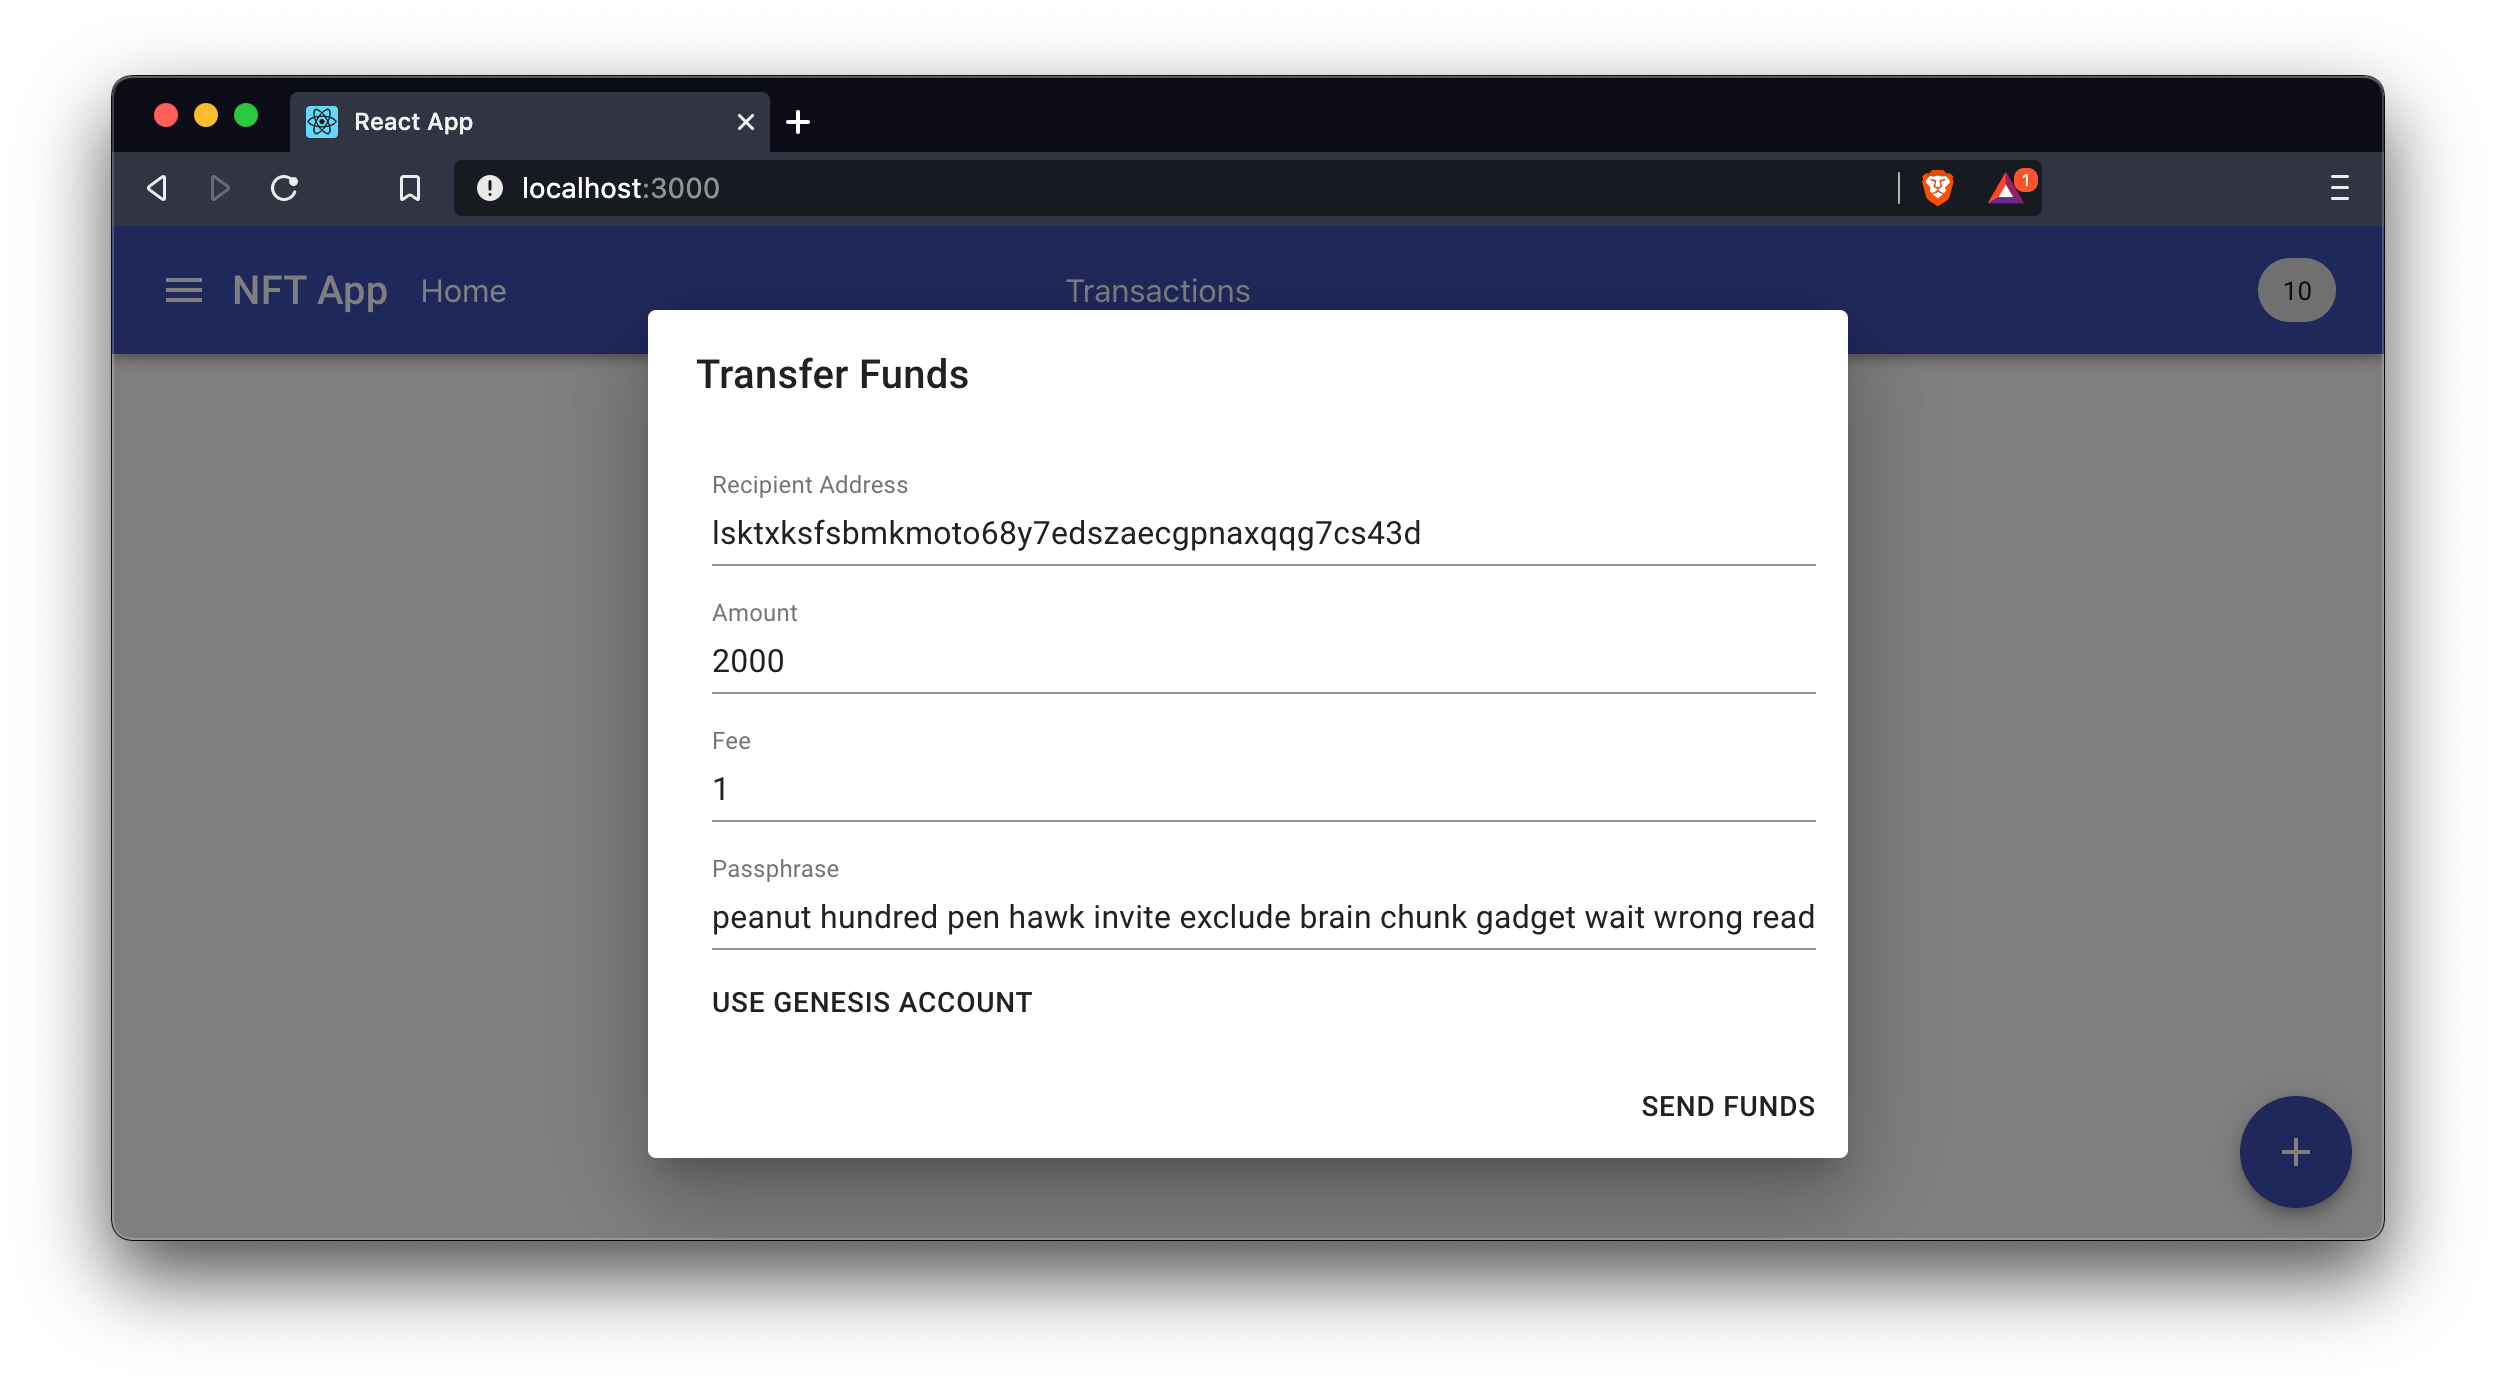 React App
localhost:3000
1
NFT App Home Transactions 10
Transfer Funds
Recipient Address
lsktxksfsbmkmoto68y7edszaecgpnaxqqg7cs43d
Amount
2000
Fee
1
Passphrase
peanut hundred pen hawk invite exclude brain chunk gadget wait wrong read
USE GENESIS ACCOUNT
SEND FUNDS